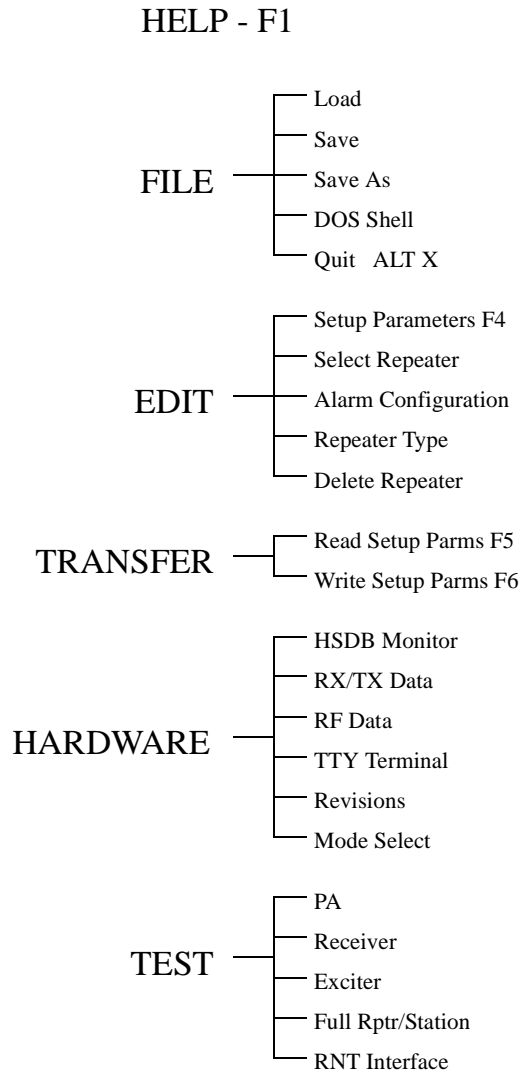 HELP - F1
FILE
Load
Save
Save As
DOS Shell
Quit ALT X
EDIT
Setup Parameters F4
Select Repeater
Alarm Configuration
Repeater Type
Delete Repeater
TRANSFER
Read Setup Parms F5
Write Setup Parms F6
HARDWARE
HSDB Monitor
RX/TX Data
RF Data
TTY Terminal
Revisions
Mode Select
TEST
PA
Receiver
Exciter
Full Rptr/Station
RNT Interface